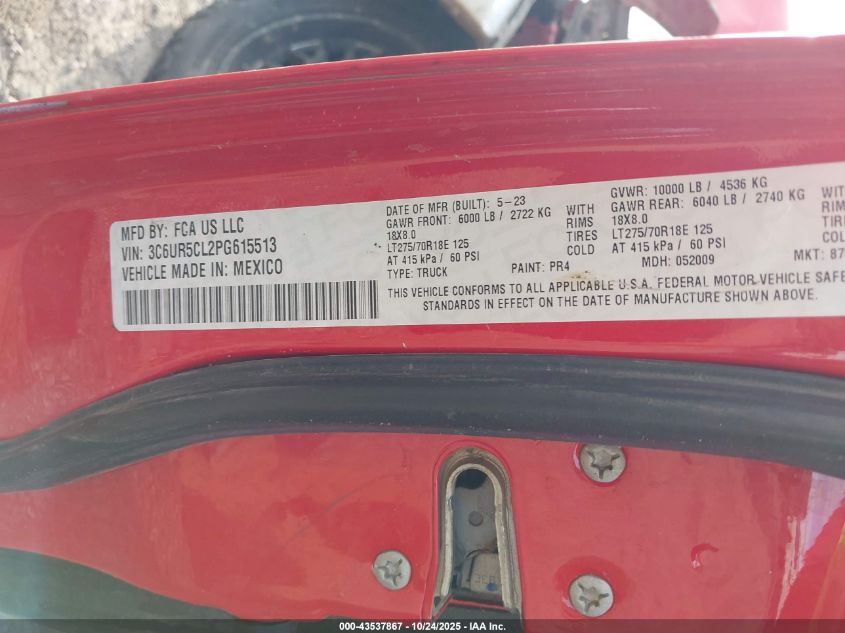 MFD BY: FCA US LLC
VIN: 3C6UR5CL2PG615513
VEHICLE MADE IN: MEXICO
DATE OF MFR (BUILT): 5-23
GAWR FRONT: 6000 LB / 2722 KG WITH
18X8.0 RIMS
LT275/70R18E 125 TIRES
AT 415 kPa / 60 PSI COLD
TYPE: TRUCK PAINT: PR4
GVWR: 10000 LB / 4536 KG
GAWR REAR: 6040 LB / 2740 KG WITH
18X8.0
LT275/70R18E 125
AT 415 kPa / 60 PSI
MDH: 052009 MKT: 87
THIS VEHICLE CONFORMS TO ALL APPLICABLE U.S.A. FEDERAL MOTOR VEHICLE SAFE
STANDARDS IN EFFECT ON THE DATE OF MANUFACTURE SHOWN ABOVE.
000-43537867 - 10/24/2025 - IAA Inc.